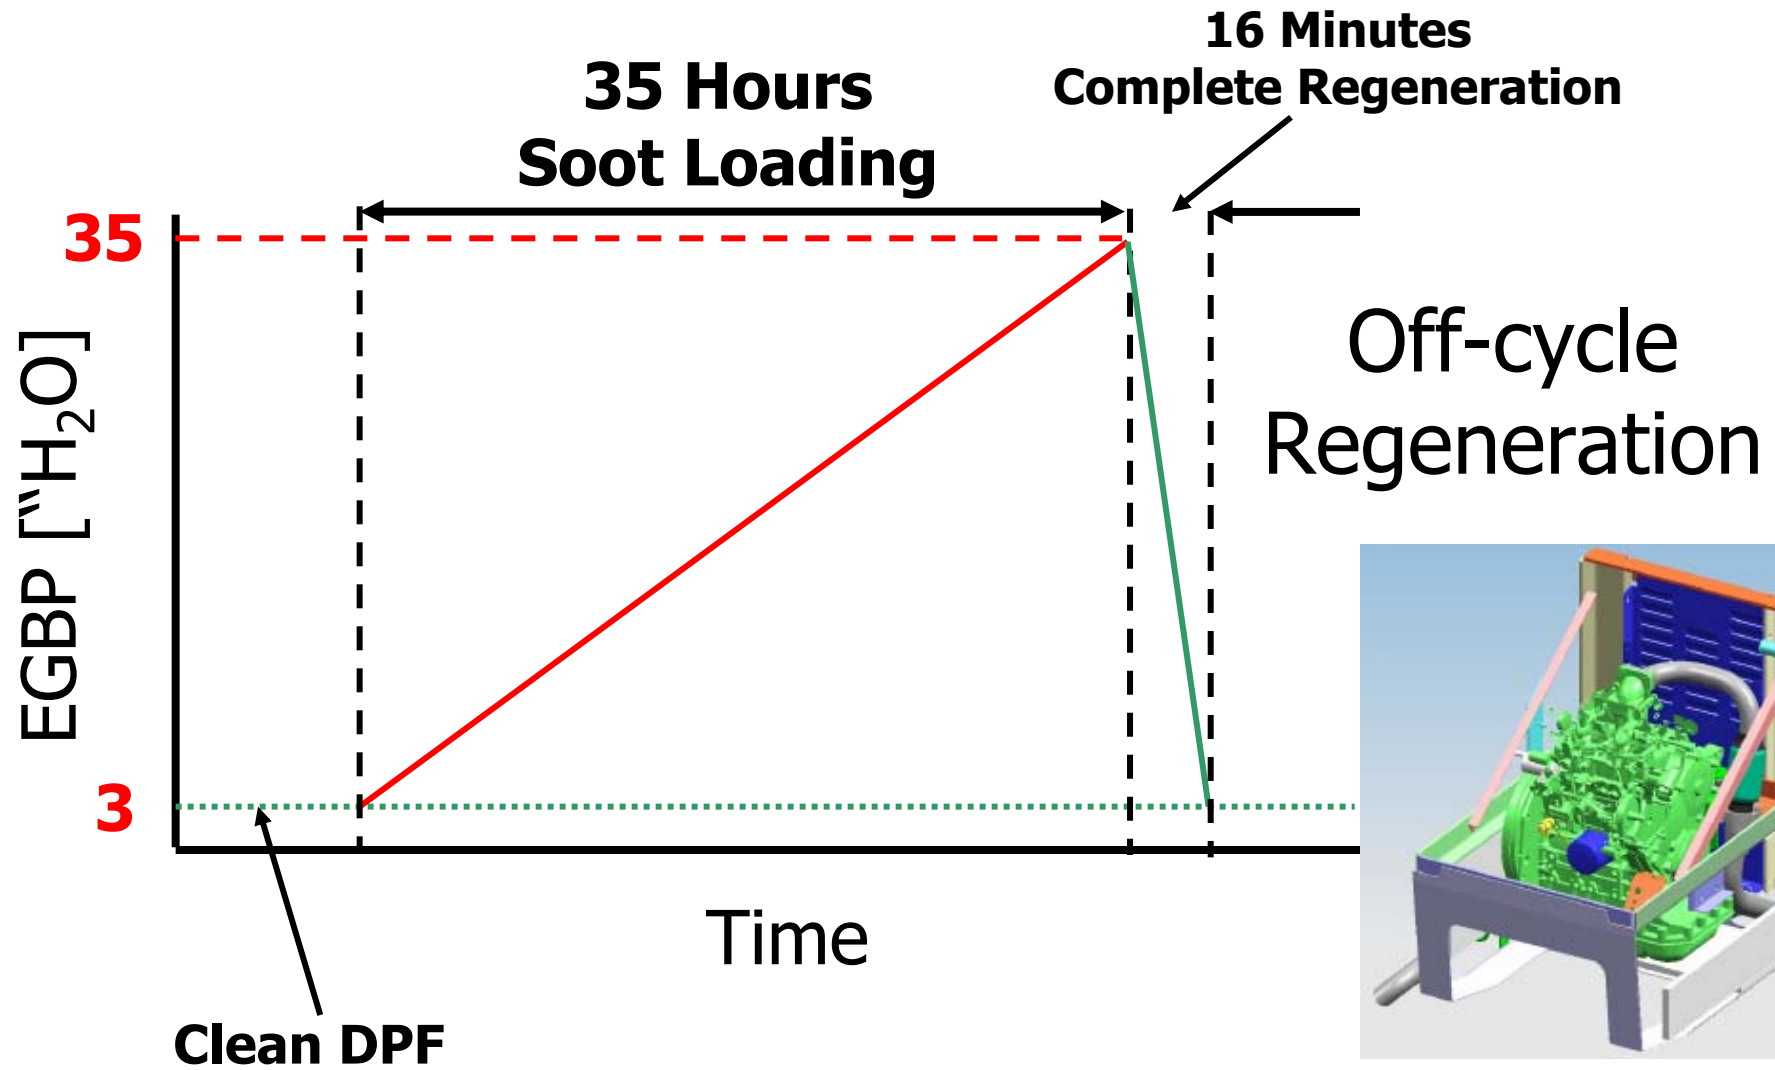 16 Minutes
Complete Regeneration
35 Hours
Soot Loading
35
EGBP [‟H₂O]
Off-cycle
Regeneration
3
Time
Clean DPF